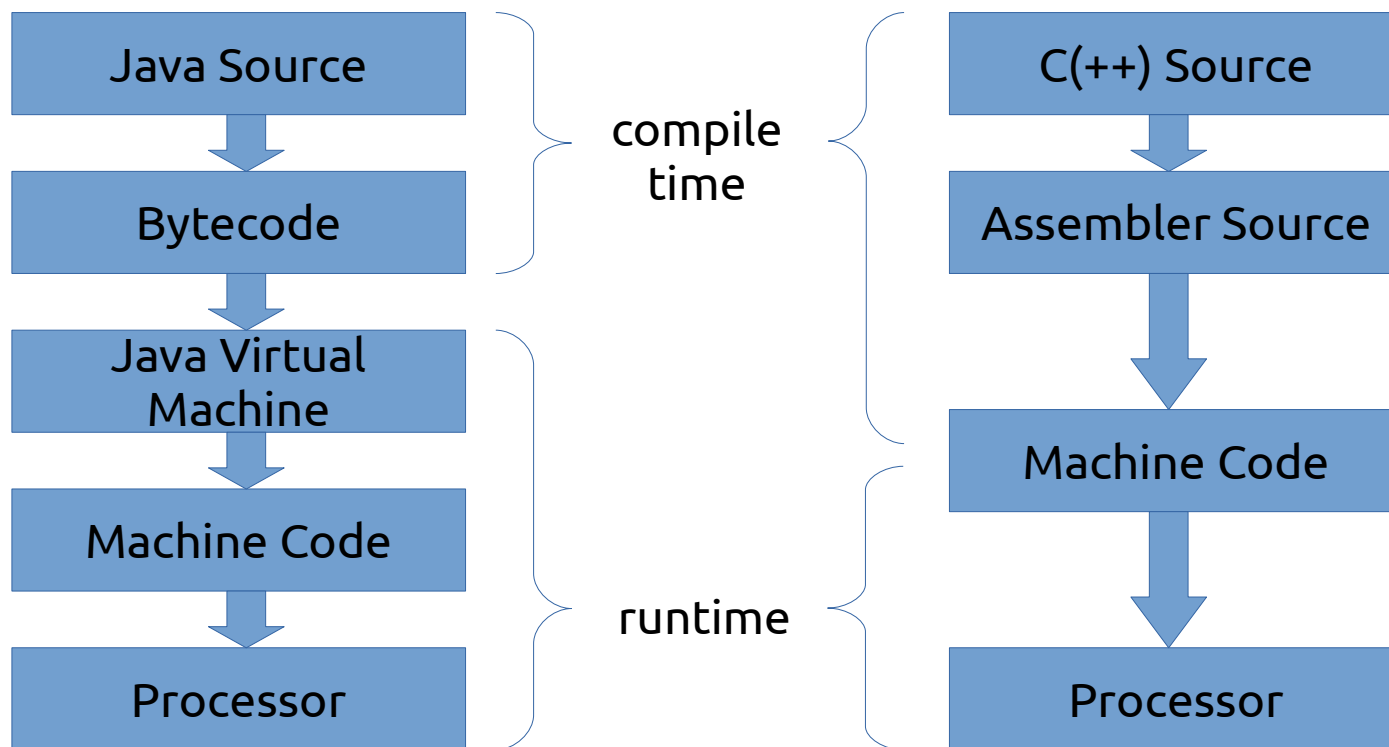 Java Source
Bytecode
Java Virtual
Machine
Machine Code
Processor
compile
time
runtime
C(++) Source
Assembler Source
Machine Code
Processor